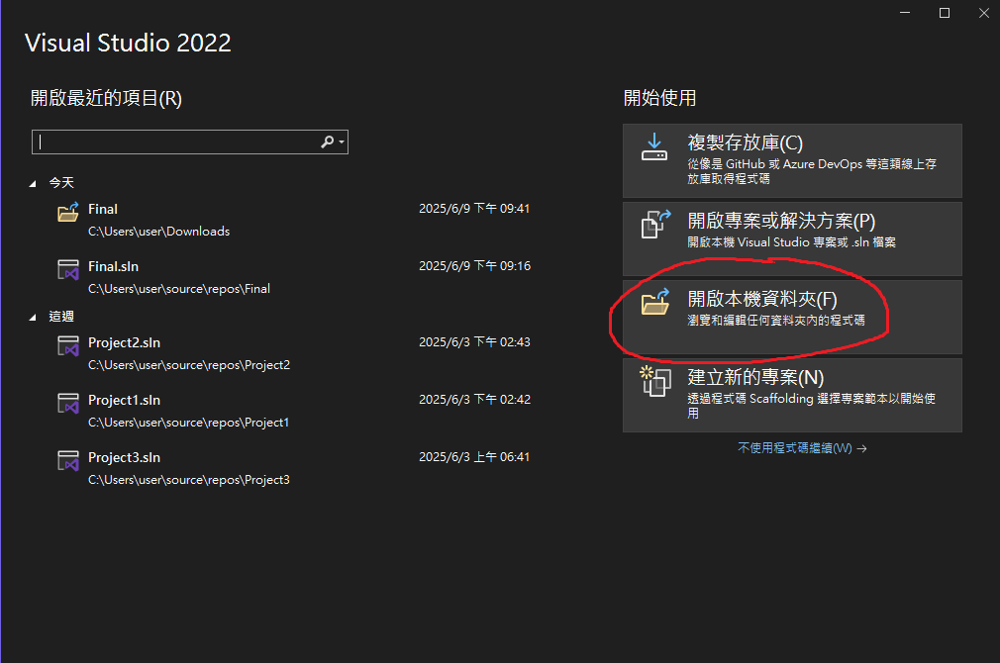 Visual Studio 2022
開啟最近的項目(R)
今天
Final
2025/6/9 下午 09:41
C:\Users\user\Downloads
Final.sln
2025/6/9 下午 09:16
C:\Users\user\source\repos\Final
這週
Project2.sln
2025/6/3 下午 02:43
C:\Users\user\source\repos\Project2
Project1.sln
2025/6/3 下午 02:42
C:\Users\user\source\repos\Project1
Project3.sln
2025/6/3 上午 06:41
C:\Users\user\source\repos\Project3
開始使用
複製存放庫(C)
從像是 GitHub 或 Azure DevOps 等這類線上存
放庫取得程式碼
開啟專案或解決方案(P)
開啟本機 Visual Studio 專案或 .sln 檔案
開啟本機資料夾(F)
瀏覽和編輯任何資料夾內的程式碼
建立新的專案(N)
透過程式碼 Scaffolding 選擇專案範本以開始使
用
不使用程式碼繼續(W) →